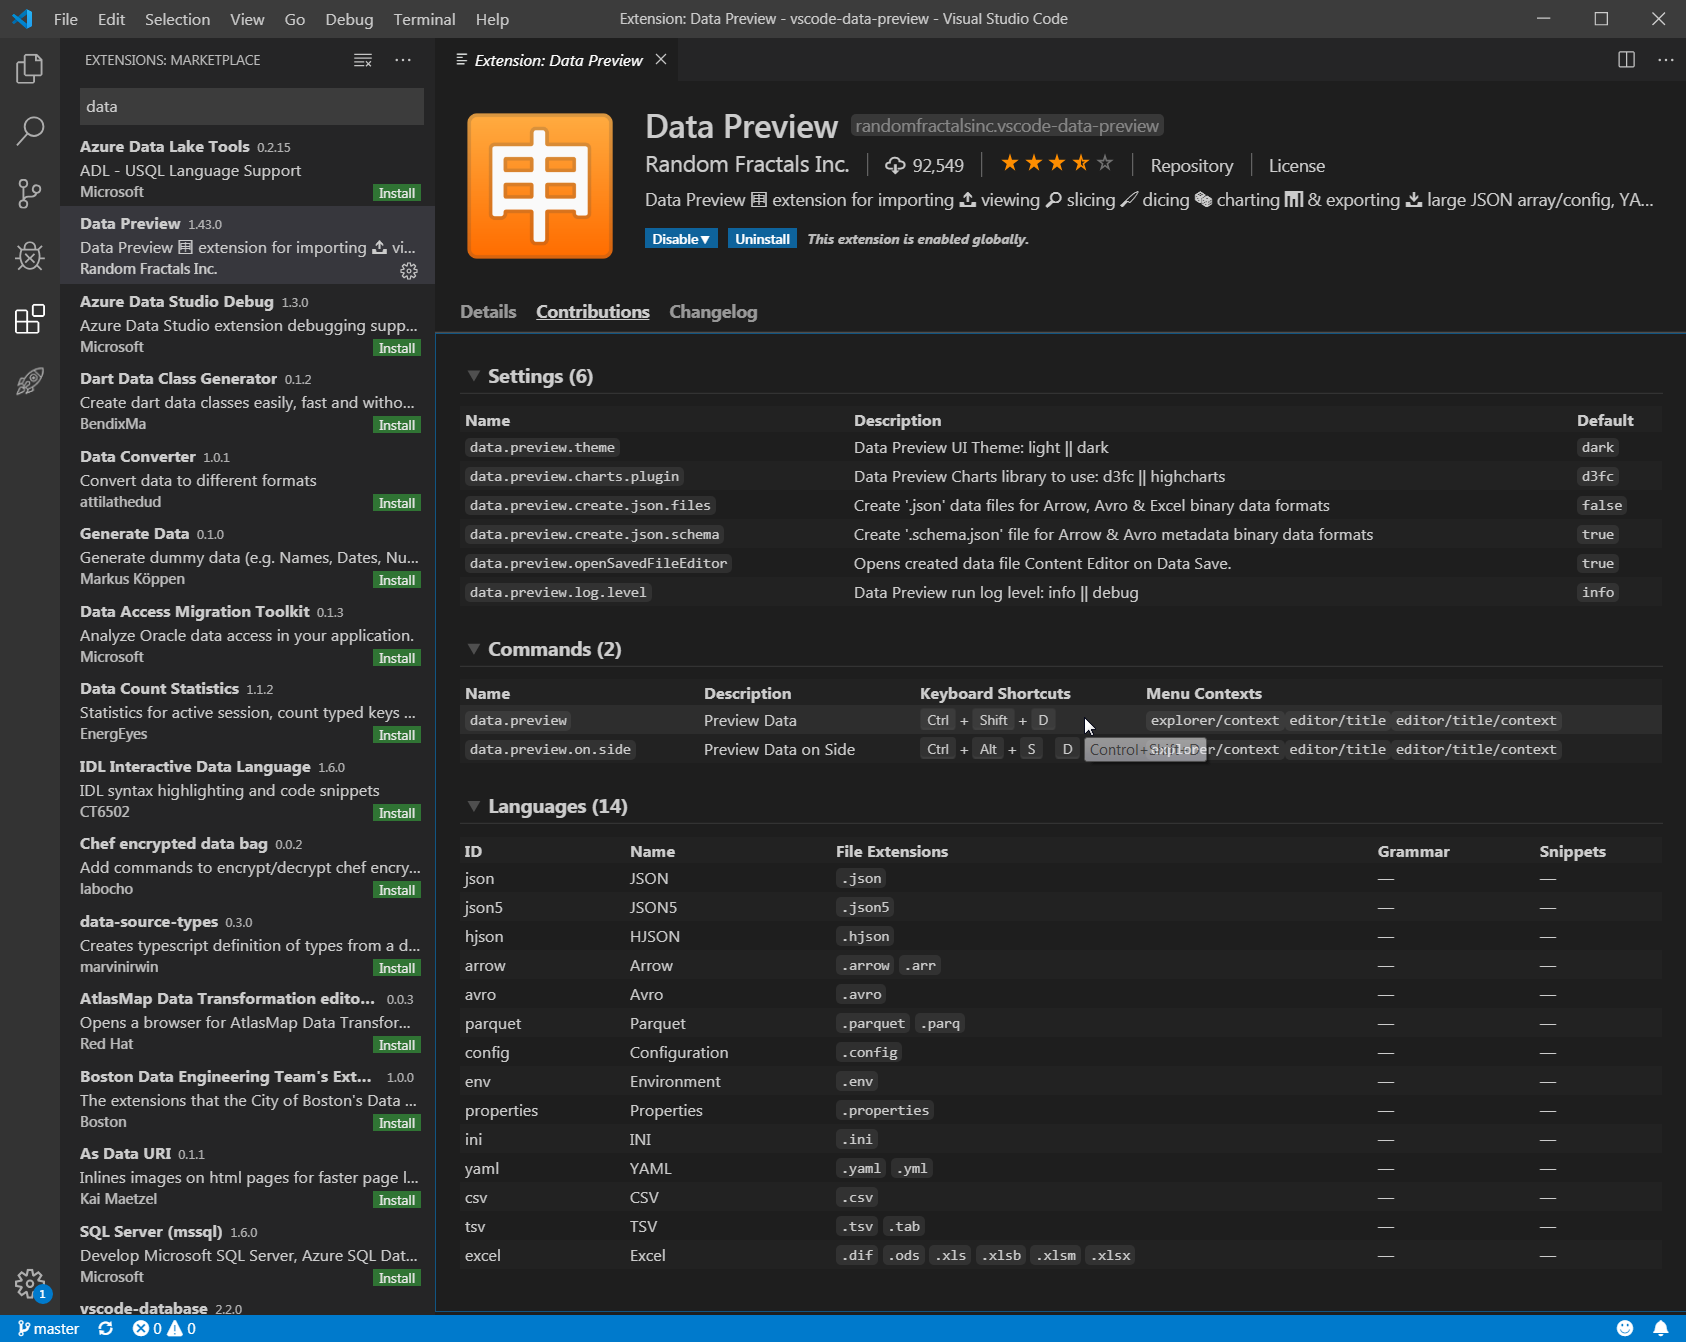 File Edit Selection View Go Debug Terminal Help
Extension: Data Preview - vscode-data-preview - Visual Studio Code
EXTENSIONS: MARKETPLACE
data
Azure Data Lake Tools 0.2.15
ADL - USQL Language Support
Microsoft Install
Data Preview 1.43.0
Data Preview extension for importing vi...
Random Fractals Inc.
Azure Data Studio Debug 1.3.0
Azure Data Studio extension debugging supp...
Microsoft Install
Dart Data Class Generator 0.1.2
Create dart data classes easily, fast and witho...
BendixMa Install
Data Converter 1.0.1
Convert data to different formats
attilathedud Install
Generate Data 0.1.0
Generate dummy data (e.g. Names, Dates, Nu...
Markus Köppen Install
Data Access Migration Toolkit 0.1.3
Analyze Oracle data access in your application.
Microsoft Install
Data Count Statistics 1.1.2
Statistics for active session, count typed keys ...
EnergEyes Install
IDL Interactive Data Language 1.6.0
IDL syntax highlighting and code snippets
CT6502 Install
Chef encrypted data bag 0.0.2
Add commands to encrypt/decrypt chef encry...
labocho Install
data-source-types 0.3.0
Creates typescript definition of types from a d...
marvinirwin Install
AtlasMap Data Transformation edito... 0.0.3
Opens a browser for AtlasMap Data Transfor...
Red Hat Install
Boston Data Engineering Team's Ext... 1.0.0
The extensions that the City of Boston's Data ...
Boston Install
As Data URI 0.1.1
Inlines images on html pages for faster page l...
Kai Maetzel Install
SQL Server (mssql) 1.6.0
Develop Microsoft SQL Server, Azure SQL Dat...
Microsoft Install
vscode-database 2.2.0
Extension: Data Preview
申
Data Preview randomfractalsinc.vscode-data-preview
Random Fractals Inc. 92,549 Repository License
Data Preview extension for importing viewing slicing dicing charting & exporting large JSON array/config, YA...
Disable▼ Uninstall This extension is enabled globally.
Details Contributions Changelog
Settings (6)
Name Description Default
data.preview.theme Data Preview UI Theme: light || dark dark
data.preview.charts.plugin Data Preview Charts library to use: d3fc || highcharts d3fc
data.preview.create.json.files Create '.json' data files for Arrow, Avro & Excel binary data formats false
data.preview.create.json.schema Create '.schema.json' file for Arrow & Avro metadata binary data formats true
data.preview.openSavedFileEditor Opens created data file Content Editor on Data Save. true
data.preview.log.level Data Preview run log level: info || debug info
Commands (2)
Name Description Keyboard Shortcuts Menu Contexts
data.preview Preview Data Ctrl + Shift + D explorer/context editor/title editor/title/context
data.preview.on.side Preview Data on Side Ctrl + Alt + S D explorer/context editor/title editor/title/context
Languages (14)
ID Name File Extensions Grammar Snippets
json JSON .json — —
json5 JSON5 .json5 — —
hjson HJSON .hjson — —
arrow Arrow .arrow .arr — —
avro Avro .avro — —
parquet Parquet .parquet .parq — —
config Configuration .config — —
env Environment .env — —
properties Properties .properties — —
ini INI .ini — —
yaml YAML .yaml .yml — —
csv CSV .csv — —
tsv TSV .tsv .tab — —
excel Excel .dif .ods .xls .xlsb .xlsm .xlsx — —
1
master 0 0